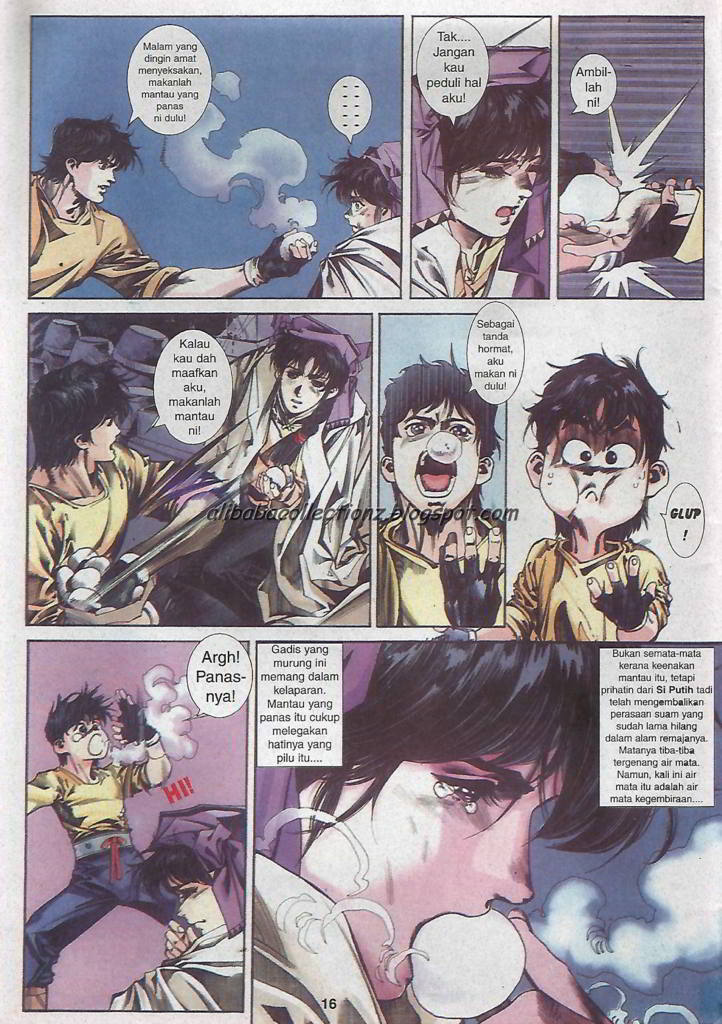 Malam yang
dingin amat
menyeksakan,
makanlah
mantau yang
panas
ni dulu!
Tak....
Jangan
kau
peduli hal
aku!
Ambil-
lah
ni!
Kalau
kau dah
maafkan
aku,
makanlah
mantau
ni!
Sebagai
tanda
hormat,
aku
makan ni
dulu!
GLUP
!
alibabacollectionz.blogspot.com
Argh!
Panas-
nya!
HI!
Gadis yang
murung ini
memang dalam
kelaparan.
Mantau yang
panas itu cukup
melegakan
hatinya yang
pilu itu....
Bukan semata-mata
kerana keenakan
mantau itu, tetapi
prihatin dari Si Putih tadi
telah mengembalikan
perasaan suam yang
sudah lama hilang
dalam alam remajanya.
Matanya tiba-tiba
tergenang air mata.
Namun, kali ini air
mata itu adalah air
mata kegembiraan....
16